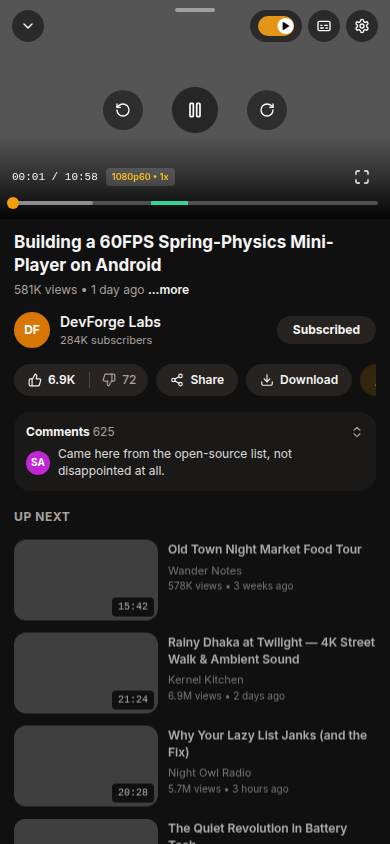 00:01 / 10:58
1080p60 • 1x
Building a 60FPS Spring-Physics Mini-
Player on Android
581K views • 1 day ago ...more
DF
DevForge Labs
284K subscribers
Subscribed
6.9K
72
Share
Download
Comments 625
SA
Came here from the open-source list, not
disappointed at all.
UP NEXT
15:42
Old Town Night Market Food Tour
Wander Notes
578K views • 3 weeks ago
21:24
Rainy Dhaka at Twilight — 4K Street
Walk & Ambient Sound
Kernel Kitchen
6.9M views • 2 days ago
20:28
Why Your Lazy List Janks (and the
Fix)
Night Owl Radio
5.7M views • 3 hours ago
The Quiet Revolution in Battery